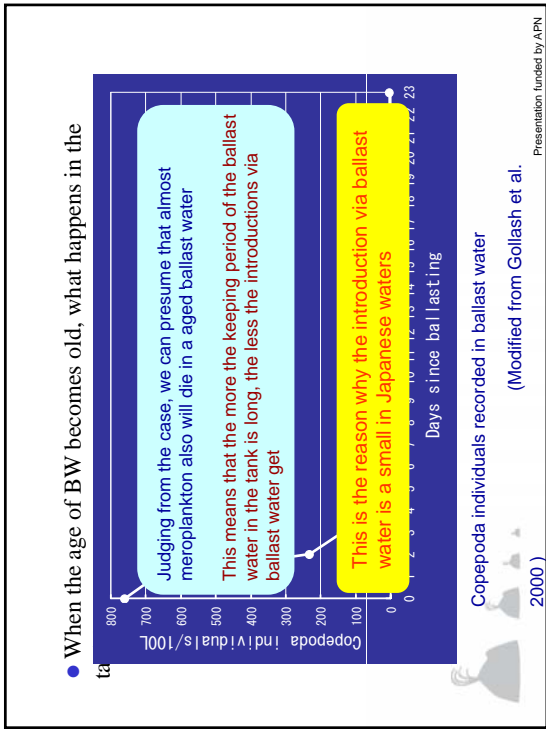 • When the age of BW becomes old, what happens in the
ta
Copepoda individuals/100L
800
700
600
500
400
300
200
100
0
Judging from the case, we can presume that almost
meroplankton also will die in a aged ballast water
This means that the more the keeping period of the ballast
water in the tank is long, the less the introductions via
ballast water get
This is the reason why the introduction via ballast
water is a small in Japanese waters
0 1 2 3 4 5 6 7 8 9 10 11 12 13 14 15 16 17 18 19 20 21 22 23
Days since ballasting
Copepoda individuals recorded in ballast water
(Modified from Gollash et al.
2000 )
Presentation funded by APN